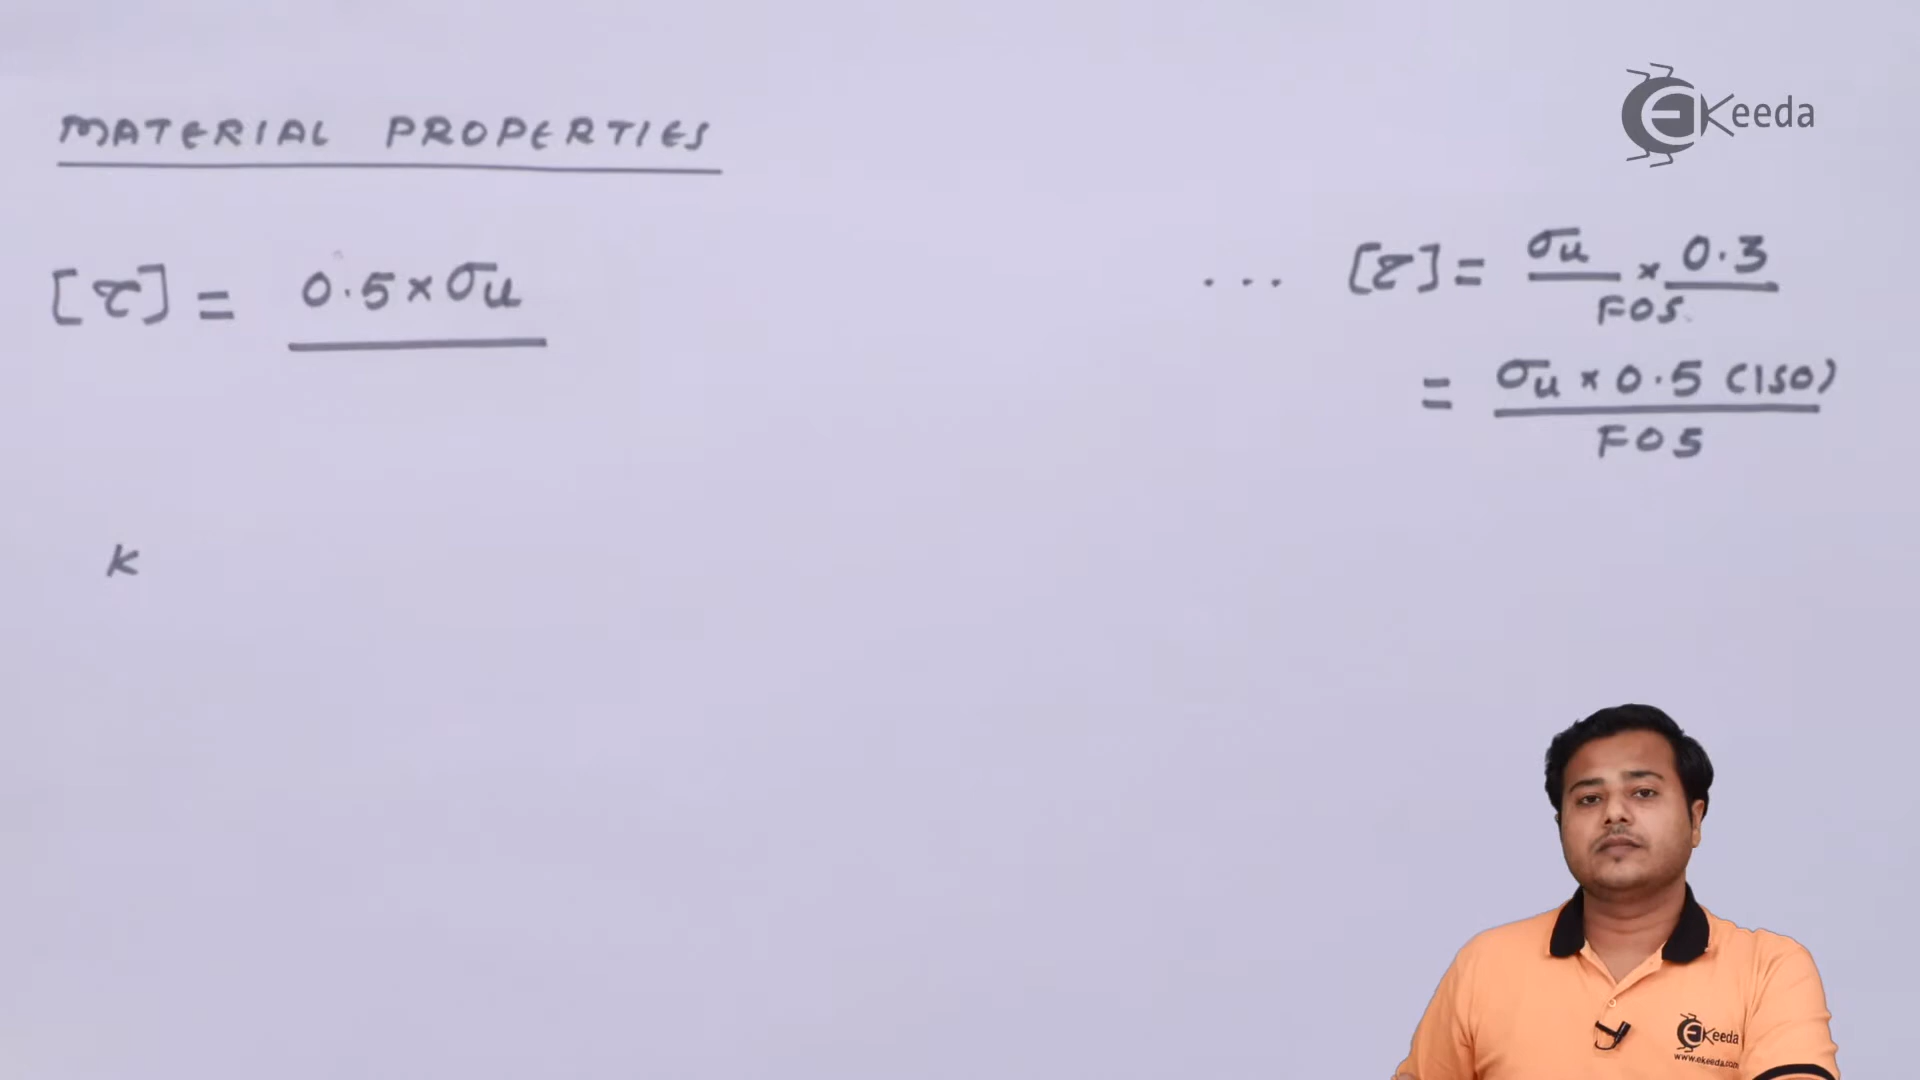 MATERIAL PROPERTIES
[τ] = 0.5 × σu
... [τ] = σu / FOS × 0.3
= σu × 0.5 (ISO) / FOS
K
EKeeda
EKeeda
www.ekeeda.com